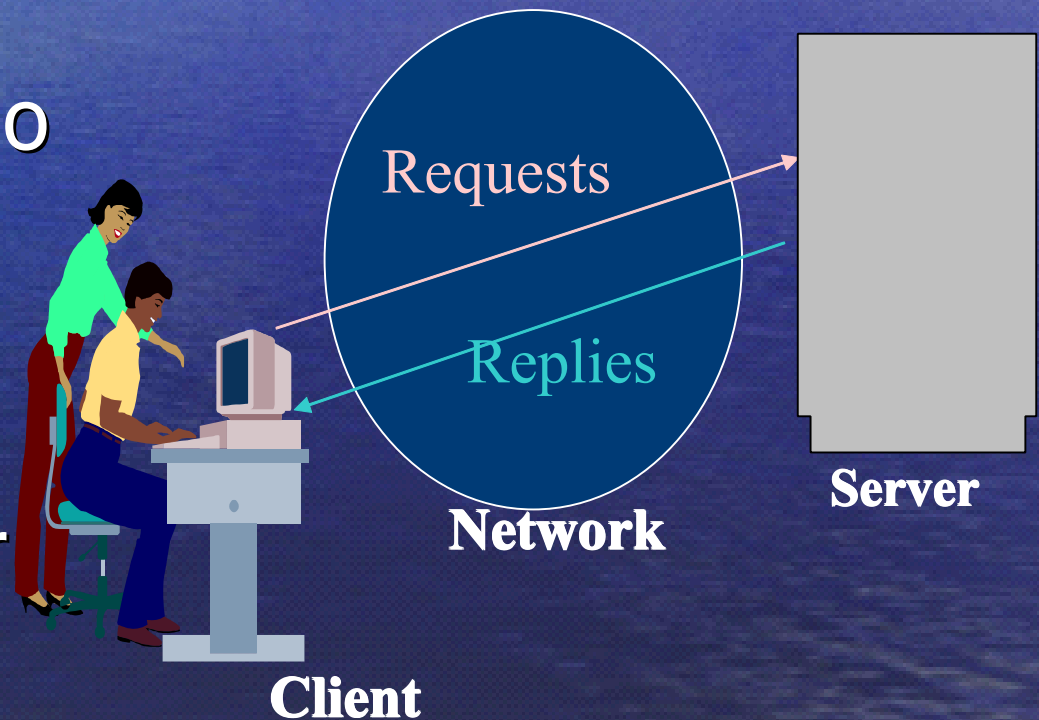 o
Requests
Replies
Server
Network
Client